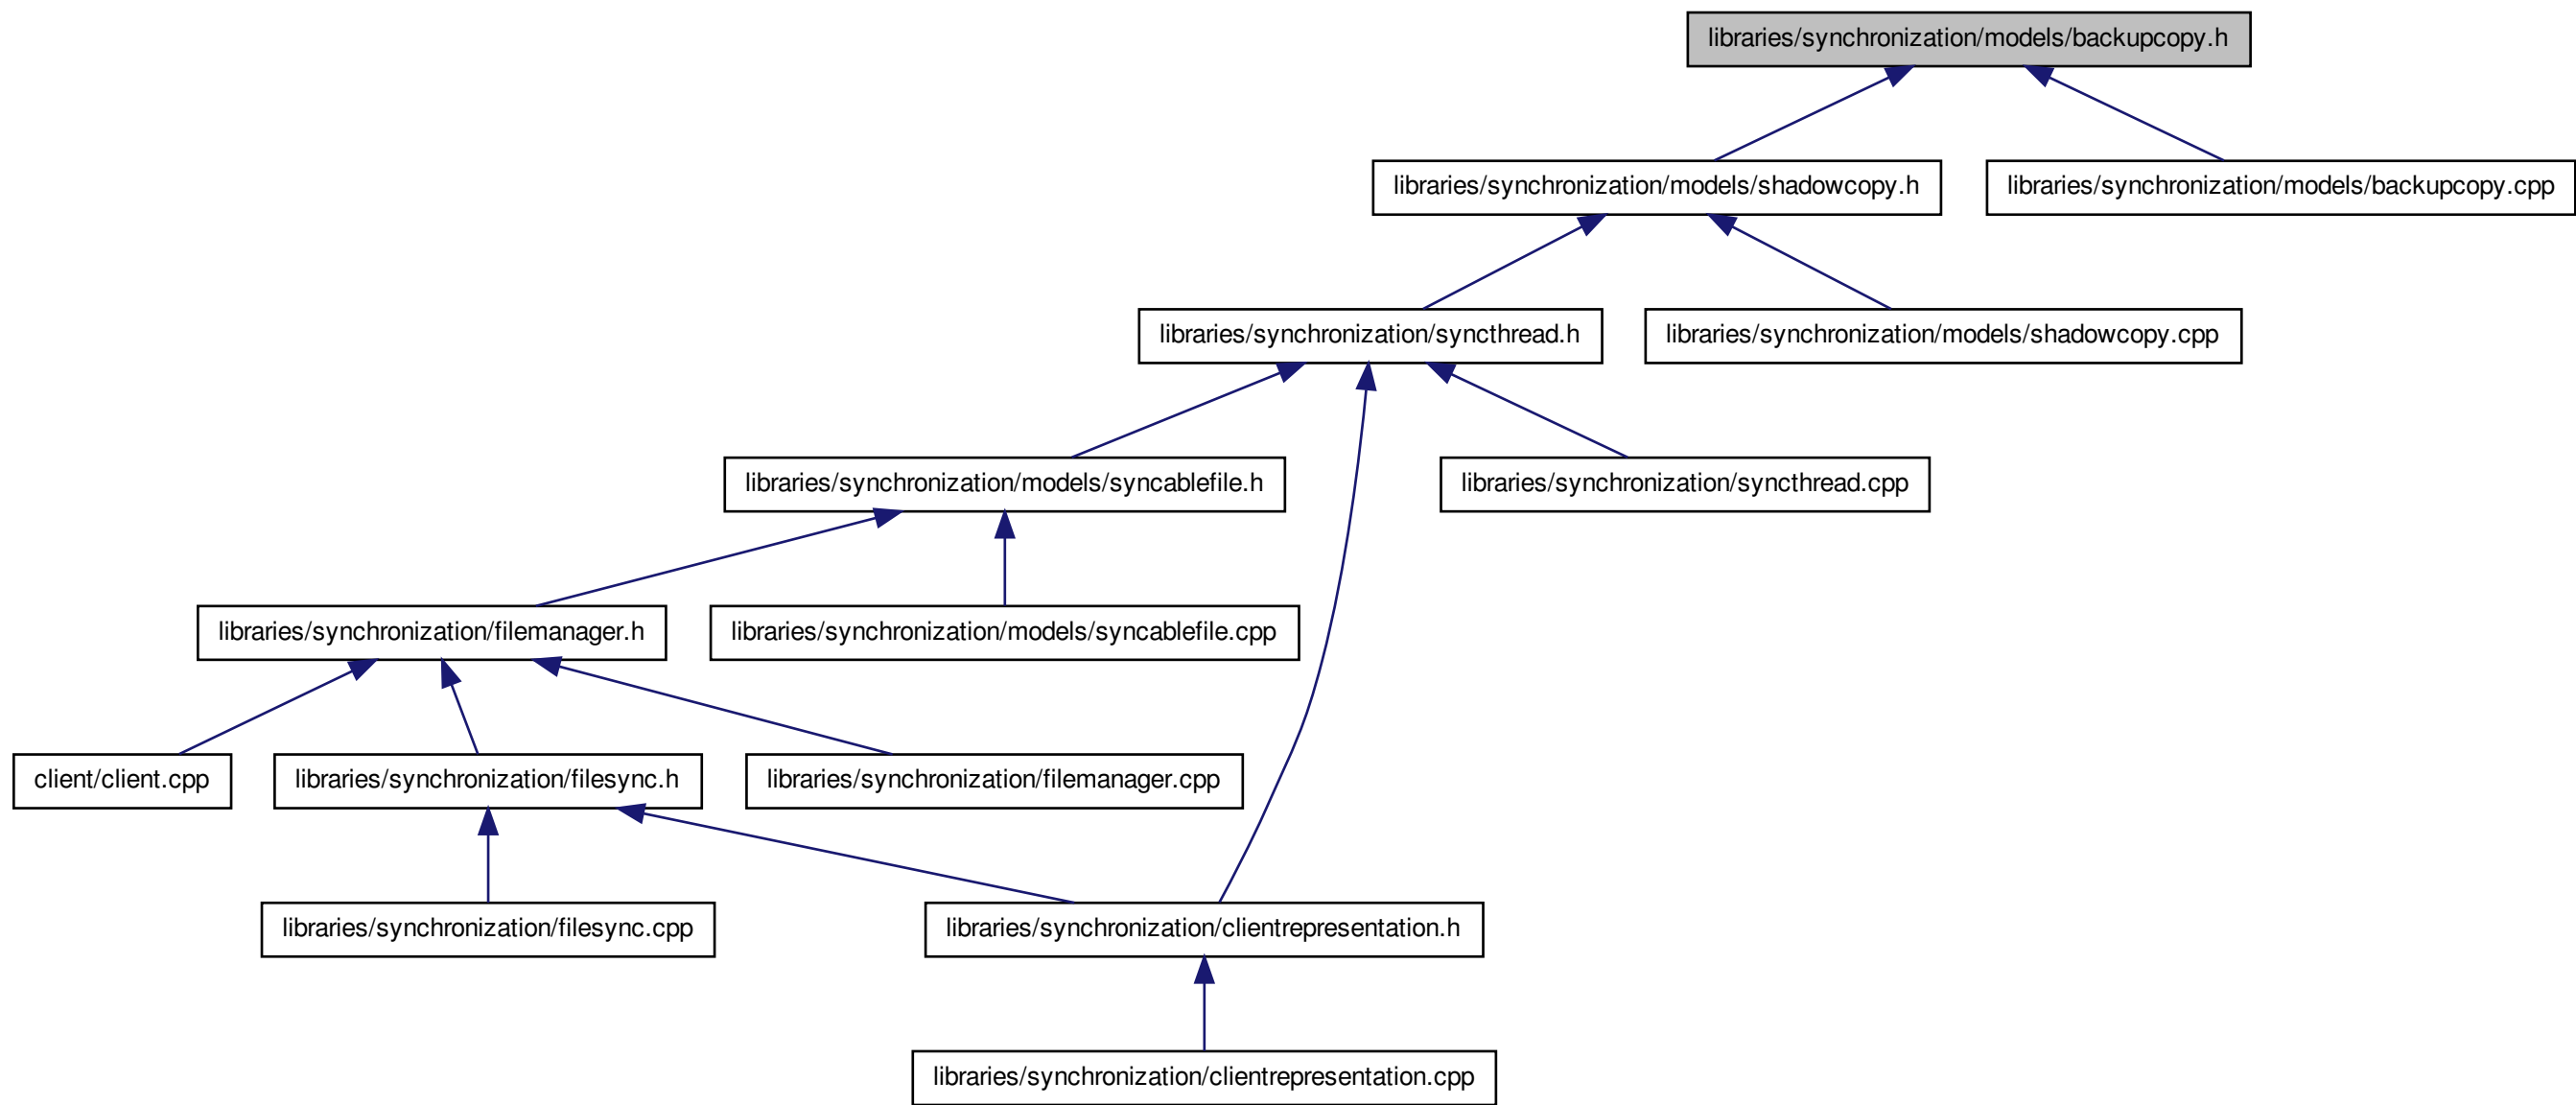 libraries/synchronization/models/backupcopy.h
libraries/synchronization/models/shadowcopy.h
libraries/synchronization/models/backupcopy.cpp
libraries/synchronization/syncthread.h
libraries/synchronization/models/shadowcopy.cpp
libraries/synchronization/models/syncablefile.h
libraries/synchronization/syncthread.cpp
libraries/synchronization/filemanager.h
libraries/synchronization/models/syncablefile.cpp
client/client.cpp
libraries/synchronization/filesync.h
libraries/synchronization/filemanager.cpp
libraries/synchronization/filesync.cpp
libraries/synchronization/clientrepresentation.h
libraries/synchronization/clientrepresentation.cpp